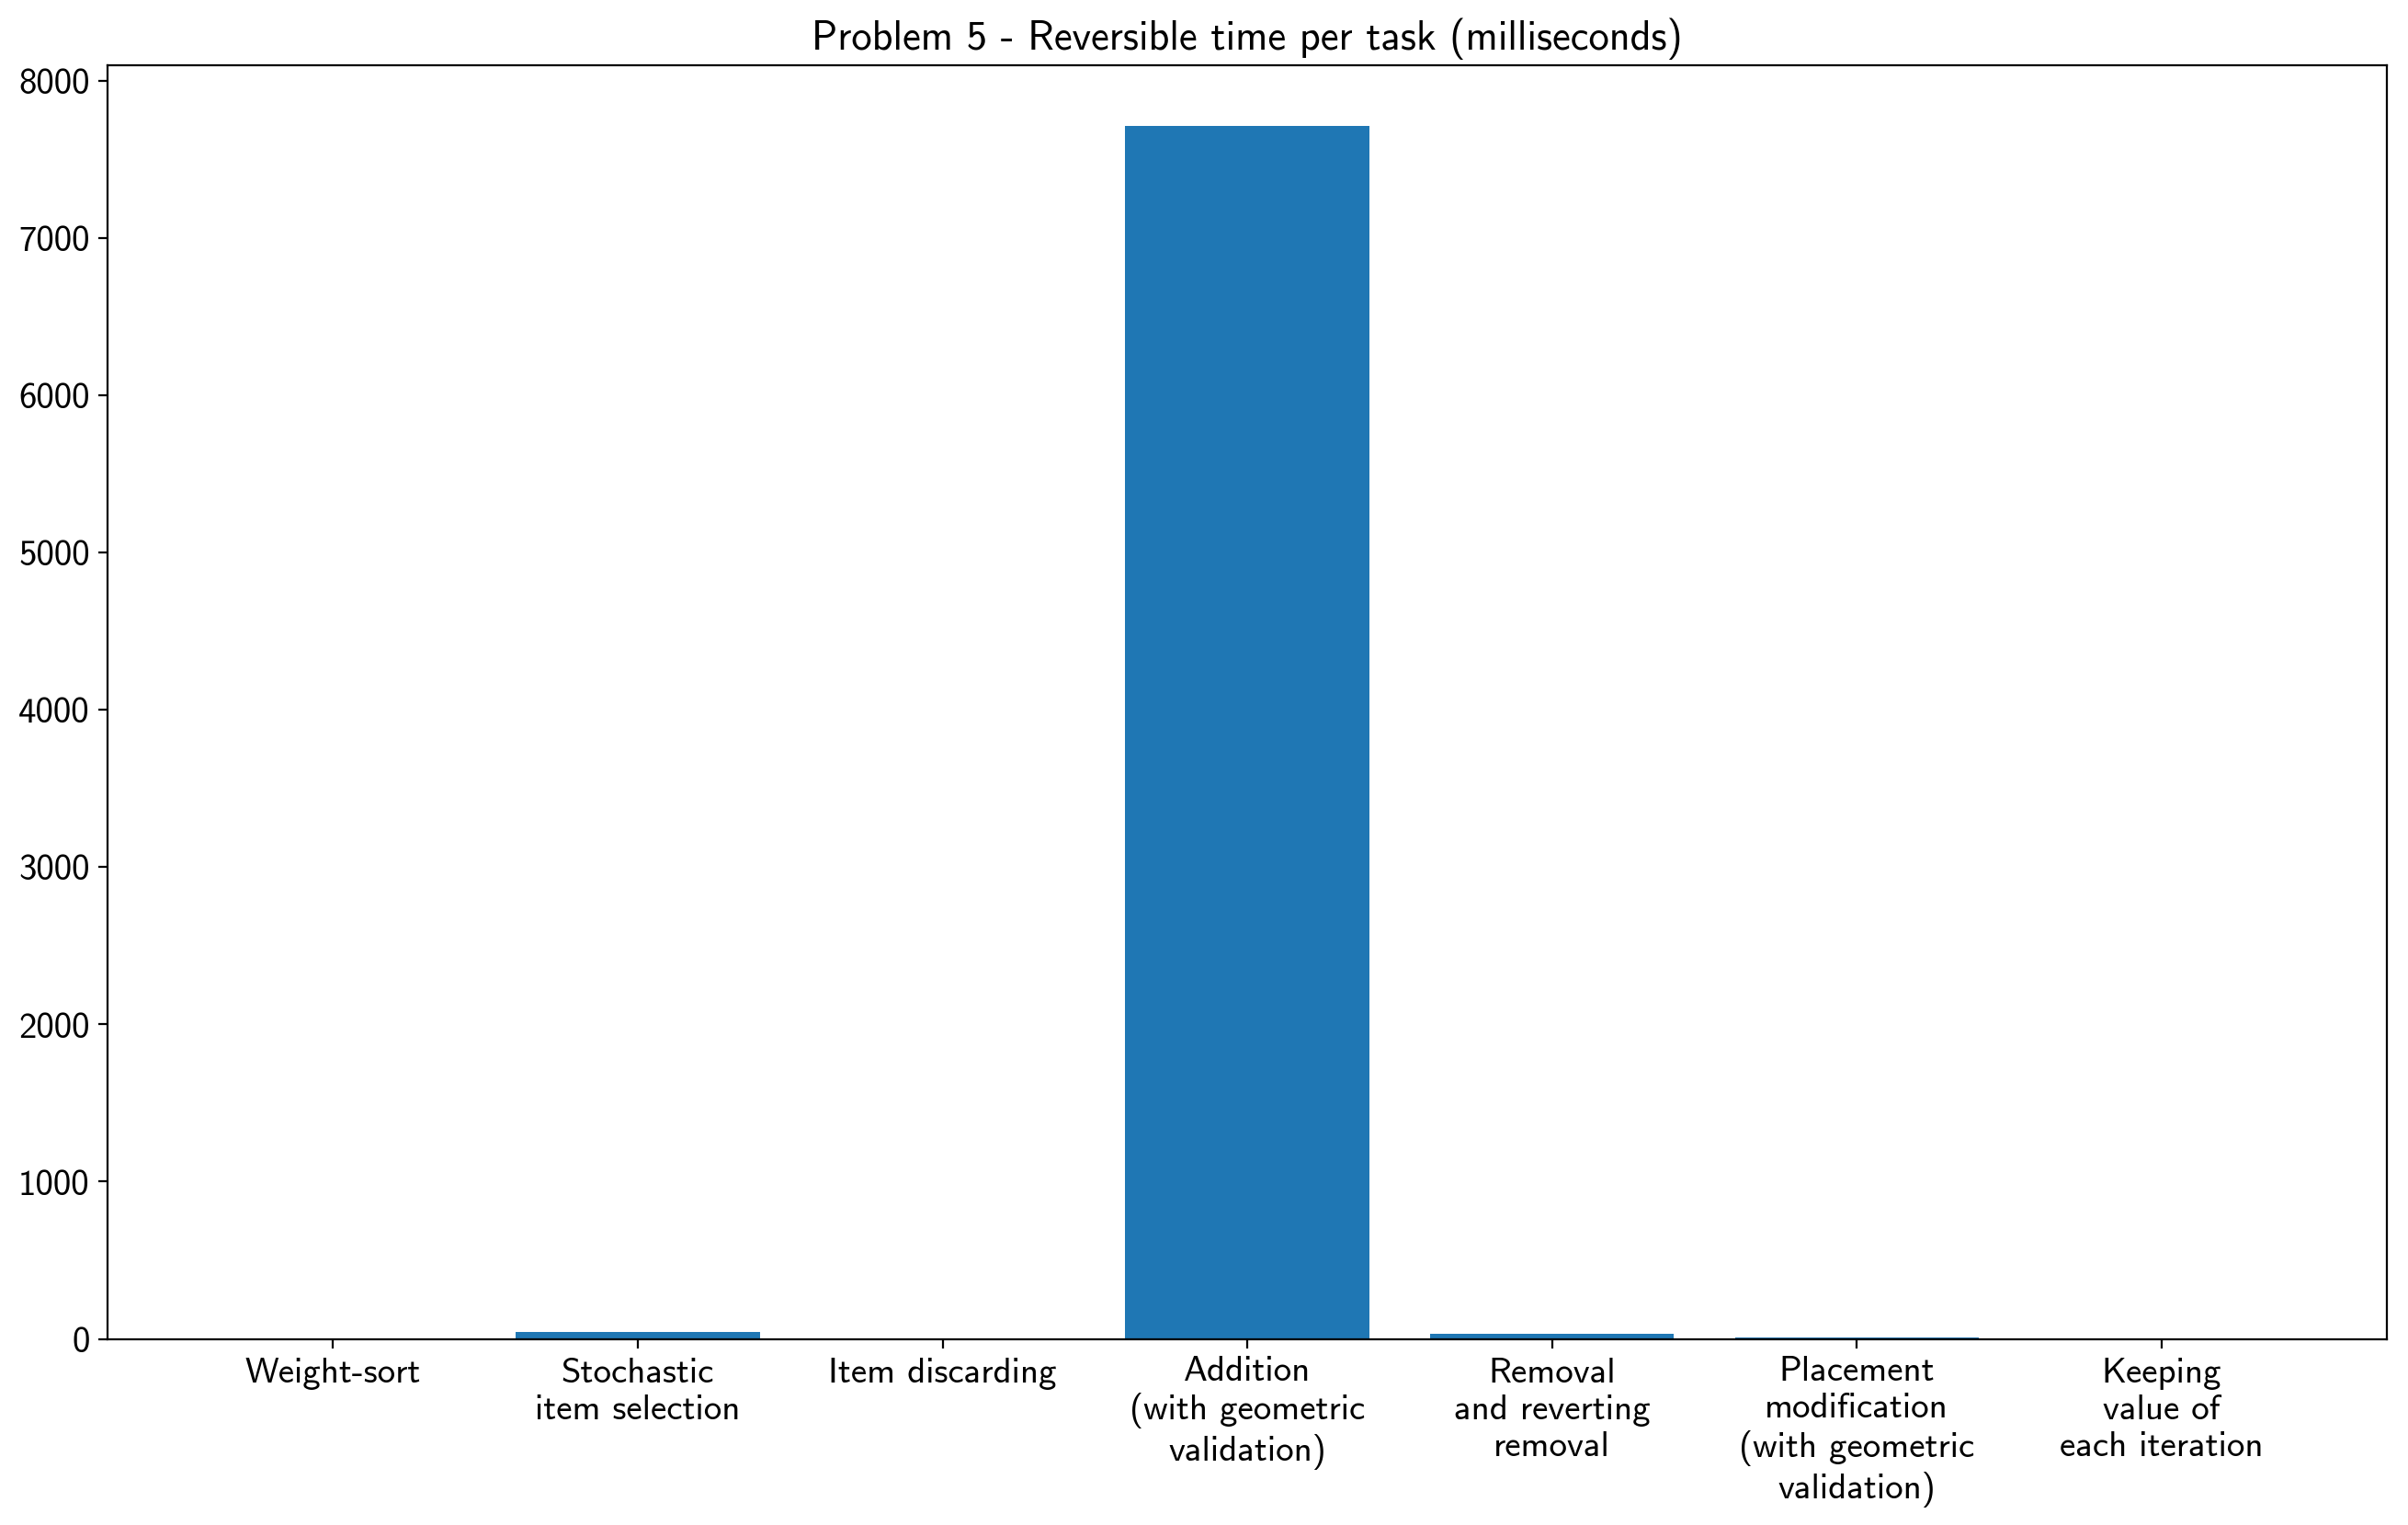 Problem 5 - Reversible time per task (milliseconds)
8000
7000
6000
5000
4000
3000
2000
1000
0
Weight-sort
Stochastic
item selection
Item discarding
Addition
(with geometric
validation)
Removal
and reverting
removal
Placement
modification
(with geometric
validation)
Keeping
value of
each iteration